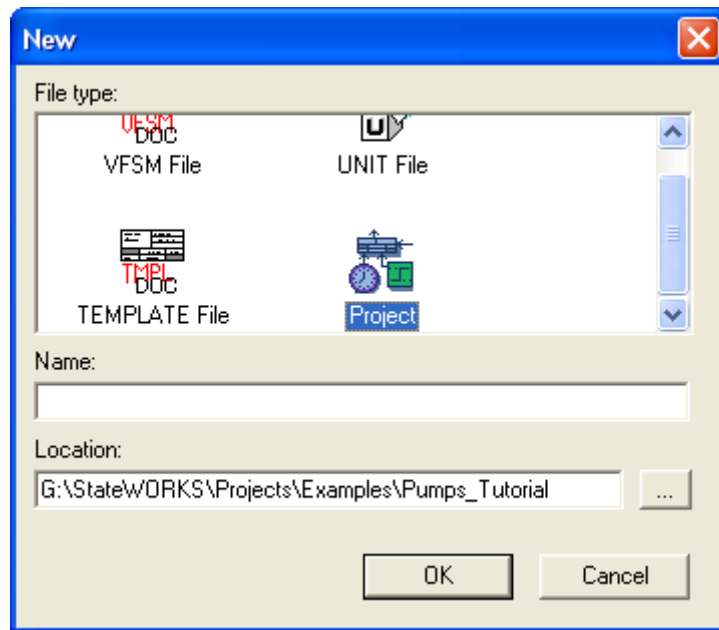 New
File type:
VFSM
DOC
U
VFSM File
UNIT File
TMPL
DOC
TEMPLATE File
Project
Name:
Location:
G:\StateWORKS\Projects\Examples\Pumps_Tutorial
...
OK
Cancel